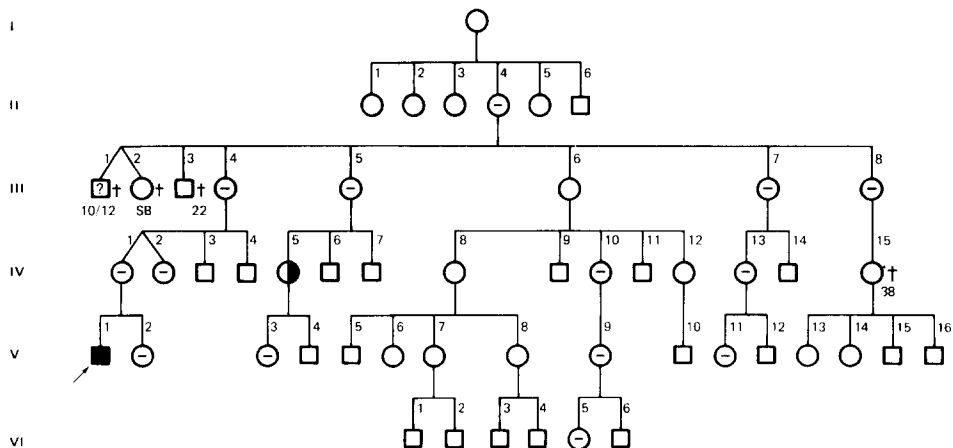 I
1 2 3 4 5 6
II
1 2 3 4 5 6 7 8
III ? † † †
10/12 SB 22
1 2 3 4 5 6 7 8 9 10 11 12 13 14 15
IV †
38
1 2 3 4 5 6 7 8 9 10 11 12 13 14 15 16
V
1 2 3 4 5 6
VI